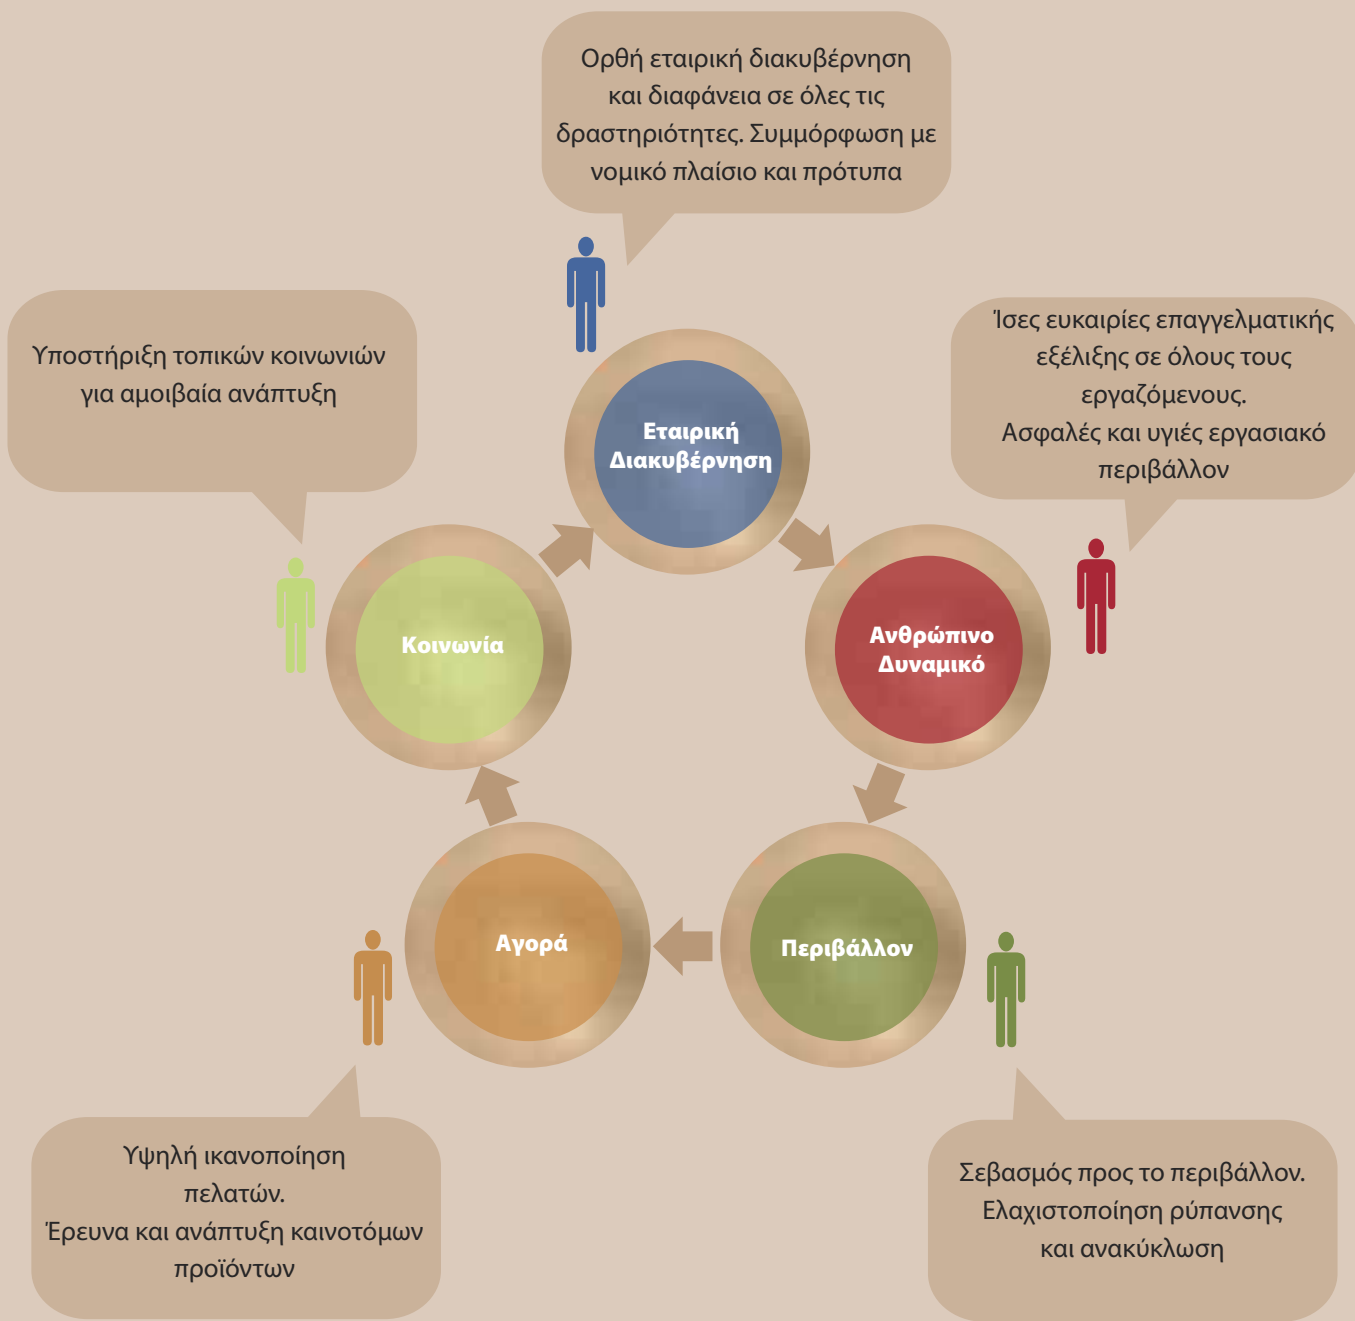 Ορθή εταιρική διακυβέρνηση
και διαφάνεια σε όλες τις
δραστηριότητες. Συμμόρφωση με
νομικό πλαίσιο και πρότυπα
Υποστήριξη τοπικών κοινωνιών
για αμοιβαία ανάπτυξη
Ίσες ευκαιρίες επαγγελματικής
εξέλιξης σε όλους τους
εργαζόμενους.
Ασφαλές και υγιές εργασιακό
περιβάλλον
Εταιρική
Διακυβέρνηση
Κοινωνία
Ανθρώπινο
Δυναμικό
Αγορά
Περιβάλλον
Υψηλή ικανοποίηση
πελατών.
Έρευνα και ανάπτυξη καινοτόμων
προϊόντων
Σεβασμός προς το περιβάλλον.
Ελαχιστοποίηση ρύπανσης
και ανακύκλωση